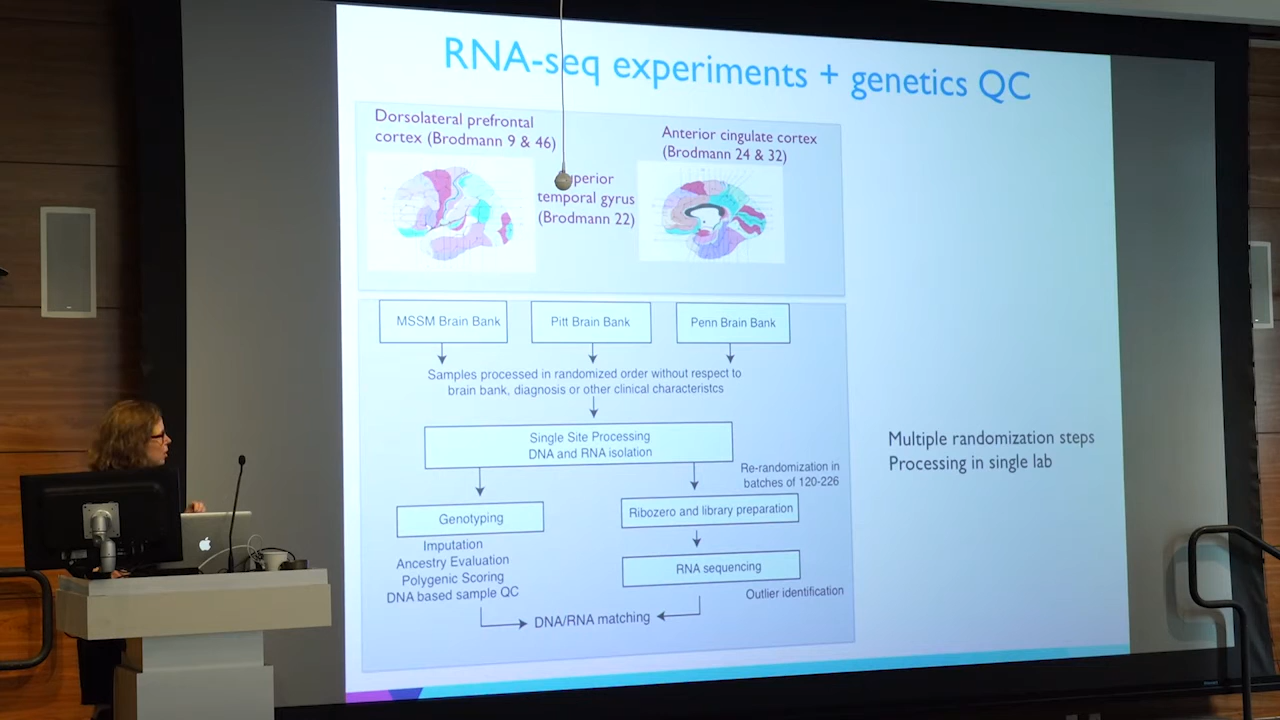 RNA-seq experiments + genetics QC
Dorsolateral prefrontal
cortex (Brodmann 9 & 46)
perior
temporal gyrus
(Brodmann 22)
Anterior cingulate cortex
(Brodmann 24 & 32)
MSSM Brain Bank
Pitt Brain Bank
Penn Brain Bank
Samples processed in randomized order without respect to
brain bank, diagnosis or other clinical characteristcs
Single Site Processing
DNA and RNA isolation
Re-randomization in
batches of 120-226
Genotyping
Ribozero and library preparation
Imputation
Ancestry Evaluation
Polygenic Scoring
DNA based sample QC
RNA sequencing
Outlier identification
DNA/RNA matching
Multiple randomization steps
Processing in single lab